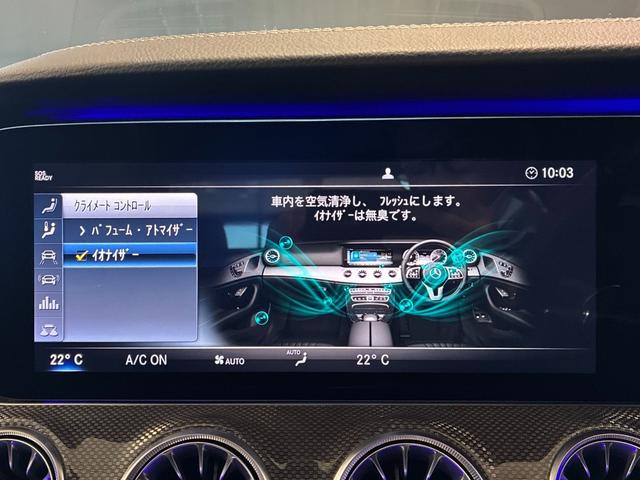 SOS
READY
10:03
クライメート コントロール
パフューム・アトマイザー
イオナイザー
車内を空気清浄し、 フレッシュにします。
イオナイザーは無臭です。
22°C
A/C ON
AUTO
AUTO
22°C